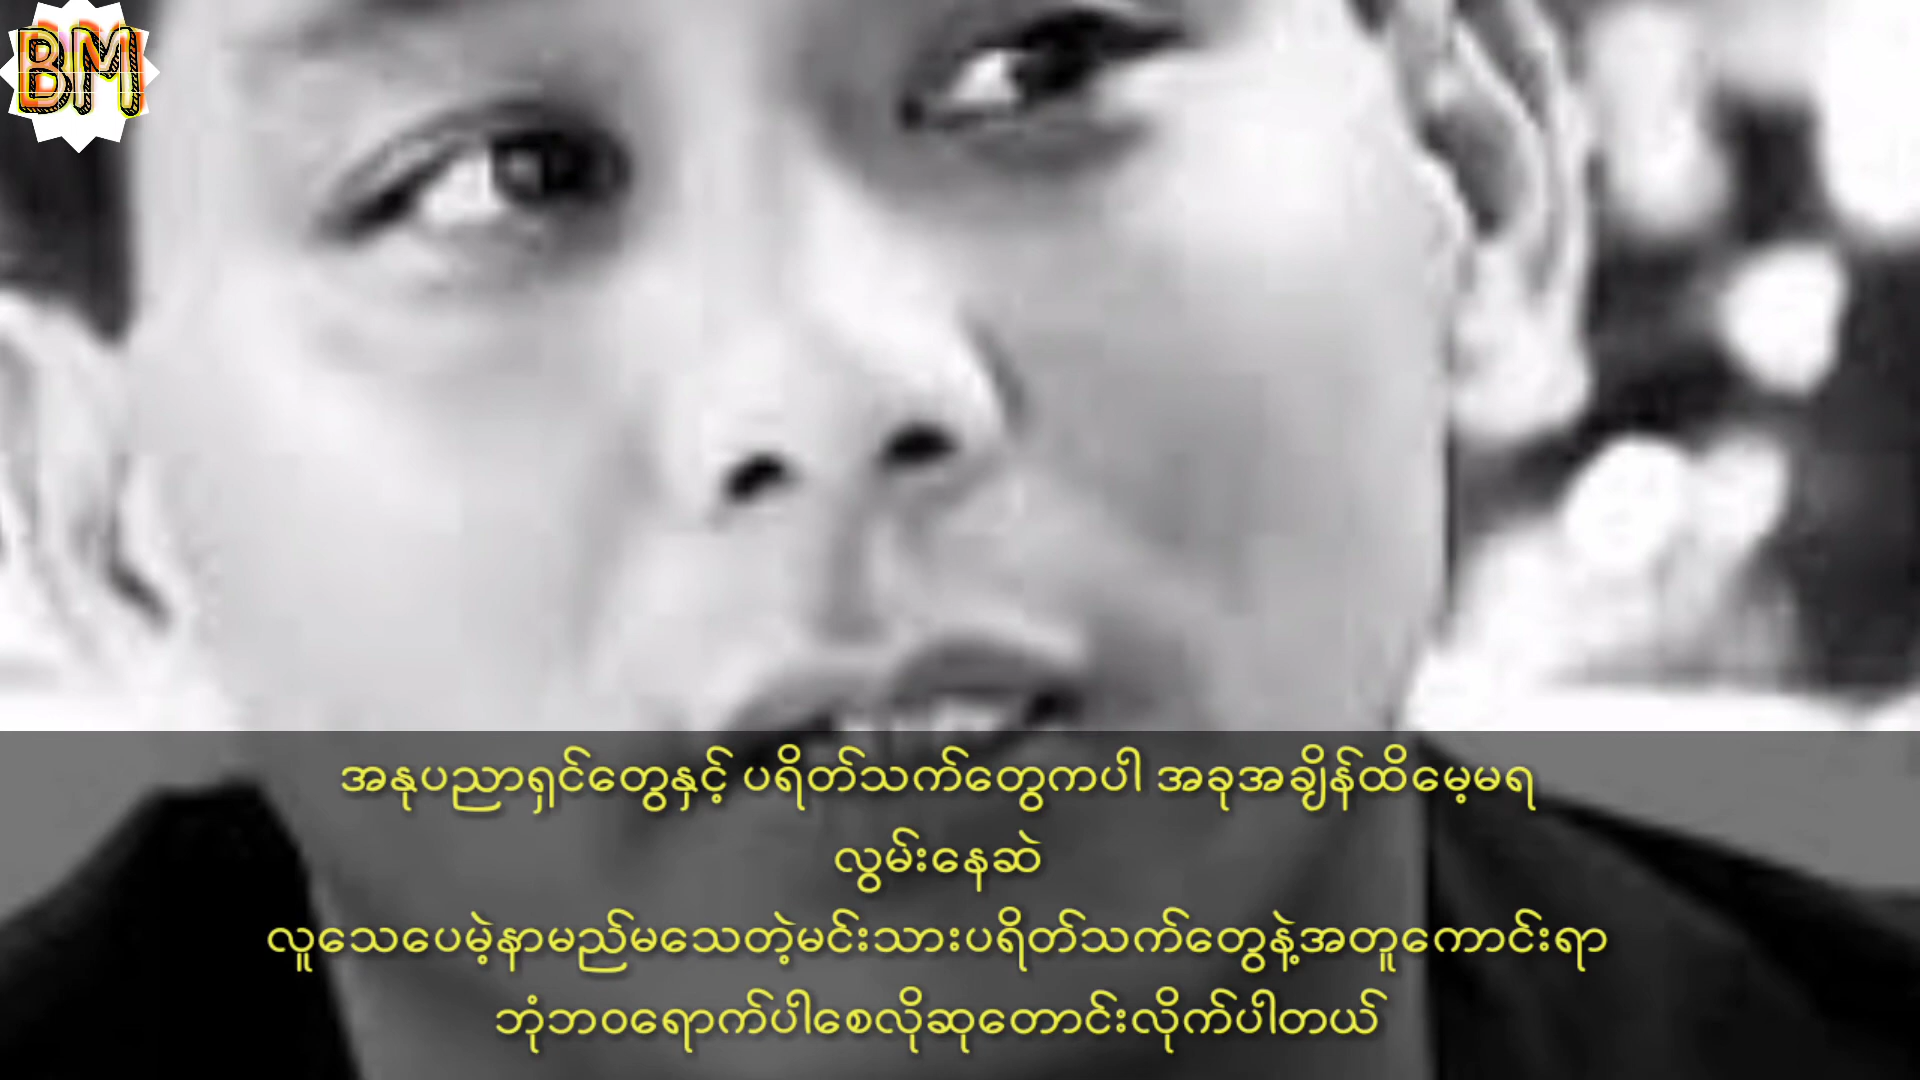 BM
အနုပညာရှင်တွေနှင့် ပရိတ်သက်တွေကပါ အခုအချိန်ထိမေ့မရ
လွမ်းနေဆဲ
လူသေပေမဲ့နာမည်မသေတဲ့မင်းသားပရိတ်သက်တွေနဲ့အတူကောင်းရာ
ဘုံဘဝရောက်ပါစေလိုဆုတောင်းလိုက်ပါတယ်